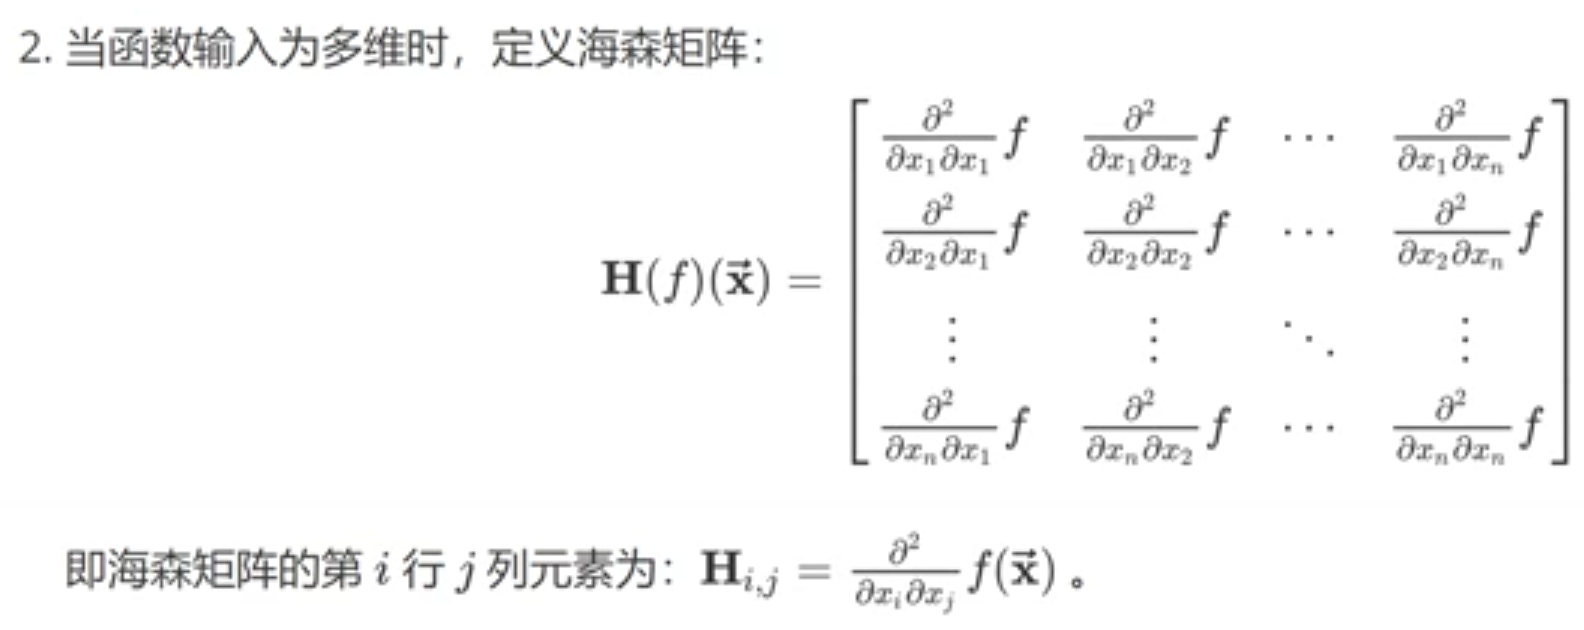 2. 当函数输入为多维时，定义海森矩阵：
$$\mathbf{H}(f)(\vec{\mathbf{x}}) = \begin{bmatrix} \frac{\partial^2}{\partial x_1 \partial x_1} f & \frac{\partial^2}{\partial x_1 \partial x_2} f & \cdots & \frac{\partial^2}{\partial x_1 \partial x_n} f \\ \frac{\partial^2}{\partial x_2 \partial x_1} f & \frac{\partial^2}{\partial x_2 \partial x_2} f & \cdots & \frac{\partial^2}{\partial x_2 \partial x_n} f \\ \vdots & \vdots & \ddots & \vdots \\ \frac{\partial^2}{\partial x_n \partial x_1} f & \frac{\partial^2}{\partial x_n \partial x_2} f & \cdots & \frac{\partial^2}{\partial x_n \partial x_n} f \end{bmatrix}$$
即海森矩阵的第 $i$ 行 $j$ 列元素为：$\mathbf{H}_{i,j} = \frac{\partial^2}{\partial x_i \partial x_j} f(\vec{\mathbf{x}})$ 。